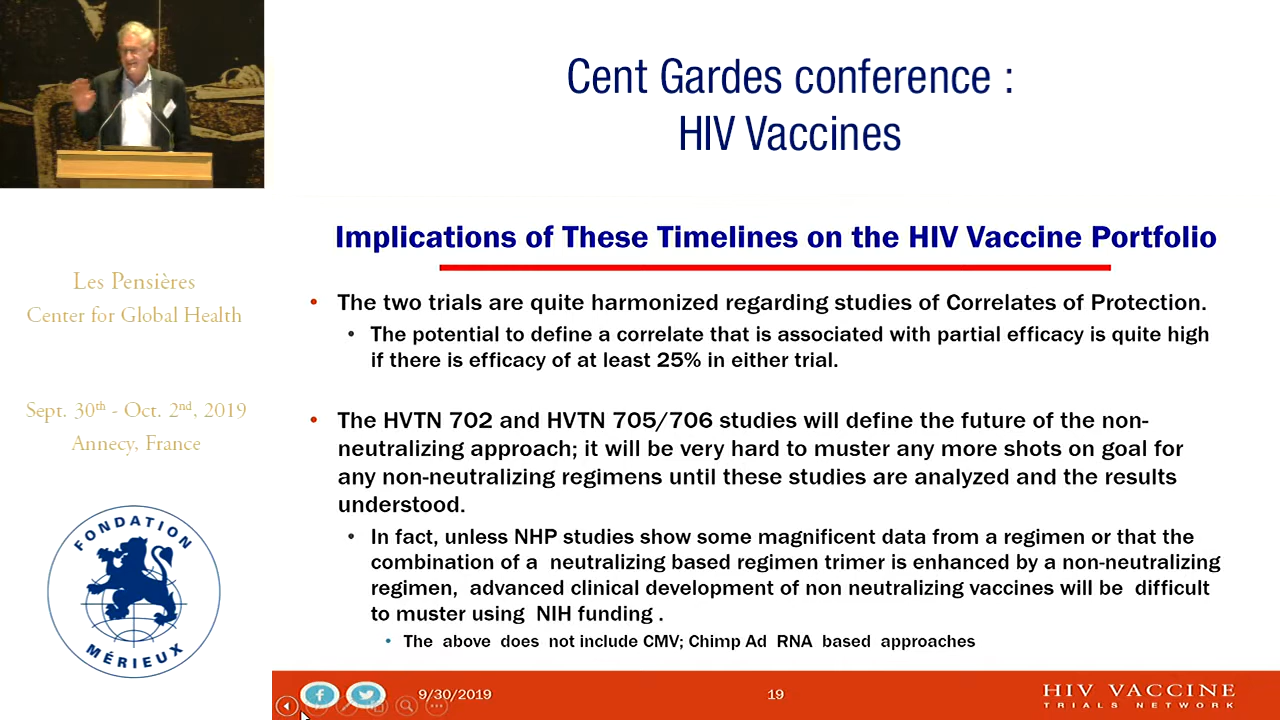 Cent Gardes conference :
HIV Vaccines
Les Pensières
Center for Global Health
Sept. 30th - Oct. 2nd, 2019
Annecy, France
FONDATION
MÉRIEUX
Implications of These Timelines on the HIV Vaccine Portfolio
• The two trials are quite harmonized regarding studies of Correlates of Protection.
• The potential to define a correlate that is associated with partial efficacy is quite high
if there is efficacy of at least 25% in either trial.
• The HVTN 702 and HVTN 705/706 studies will define the future of the non-
neutralizing approach; it will be very hard to muster any more shots on goal for
any non-neutralizing regimens until these studies are analyzed and the results
understood.
• In fact, unless NHP studies show some magnificent data from a regimen or that the
combination of a neutralizing based regimen trimer is enhanced by a non-neutralizing
regimen, advanced clinical development of non neutralizing vaccines will be difficult
to muster using NIH funding .
• The above does not include CMV; Chimp Ad RNA based approaches
9/30/2019
19
HIV VACCINE
TRIALS NETWORK